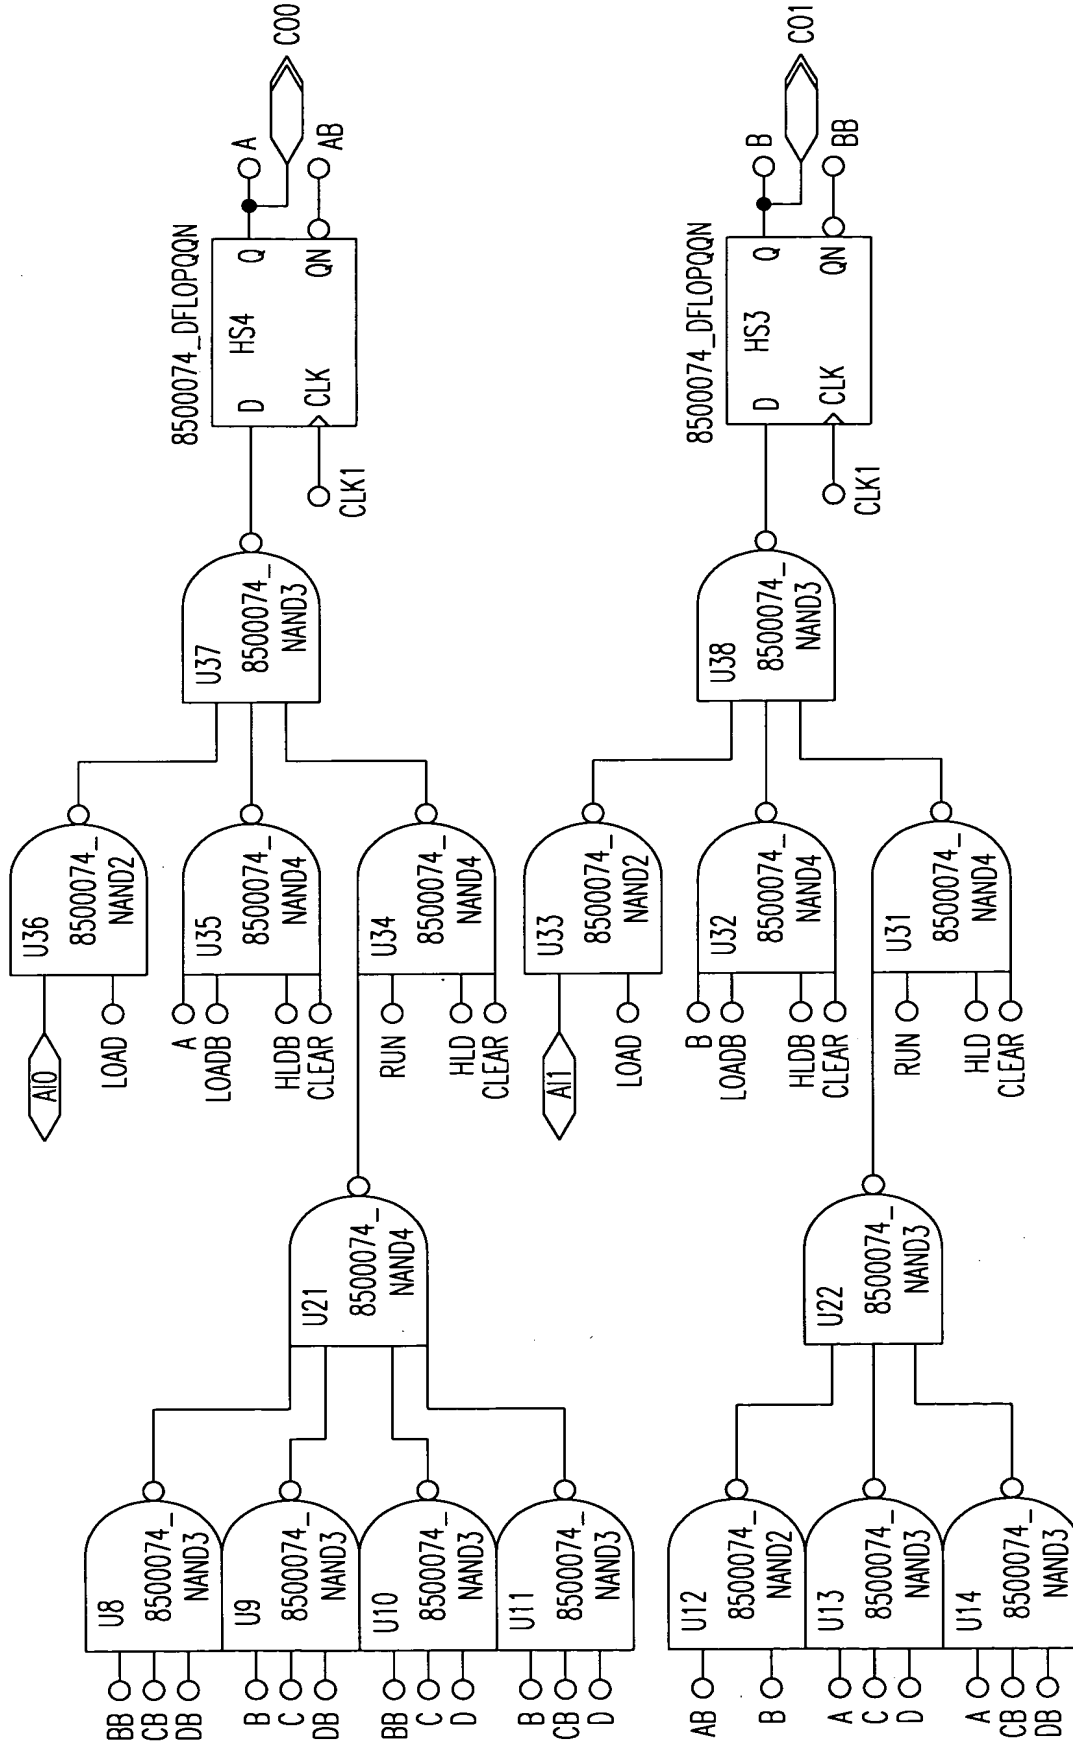 8500074_DFLOPQQN
HS4
D
Q
CLK
QN
A
AB
C00
CLK1
U37
8500074_
NAND3
U36
8500074_
NAND2
AI0
LOAD
U35
8500074_
NAND4
A
LOADB
HLDB
CLEAR
U34
8500074_
NAND4
RUN
HLD
CLEAR
U21
8500074_
NAND4
U8
8500074_
NAND3
BB
CB
DB
U9
8500074_
NAND3
B
C
DB
U10
8500074_
NAND3
BB
C
D
U11
8500074_
NAND3
B
CB
D
8500074_DFLOPQQN
HS3
D
Q
CLK
QN
B
BB
C01
CLK1
U38
8500074_
NAND3
U33
8500074_
NAND2
AI1
LOAD
U32
8500074_
NAND4
B
LOADB
HLDB
CLEAR
U31
8500074_
NAND4
RUN
HLD
CLEAR
U22
8500074_
NAND3
U12
8500074_
NAND2
AB
B
U13
8500074_
NAND3
A
C
D
U14
8500074_
NAND3
A
CB
DB